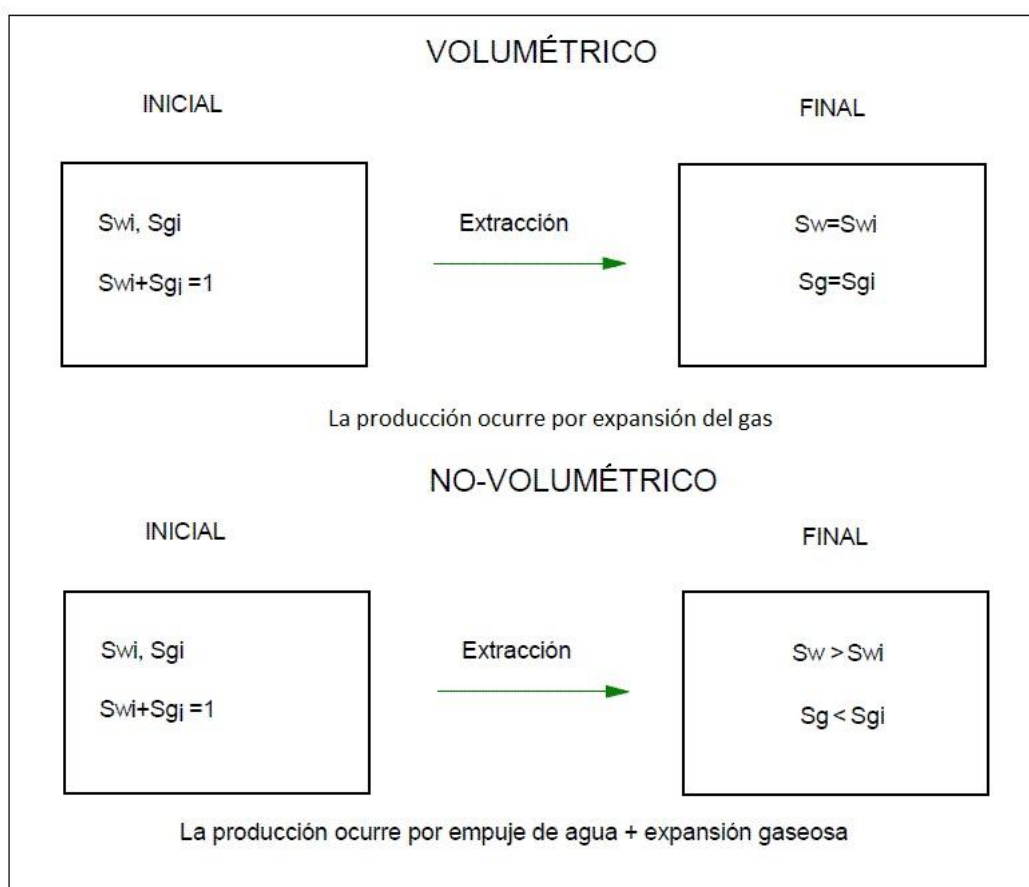 VOLUMÉTRICO
INICIAL
FINAL
Swi, Sgi
Swi+Sgi =1
Extracción
Sw=Swi
Sg=Sgi
La producción ocurre por expansión del gas
NO-VOLUMÉTRICO
INICIAL
FINAL
Swi, Sgi
Swi+Sgi =1
Extracción
Sw > Swi
Sg < Sgi
La producción ocurre por empuje de agua + expansión gaseosa